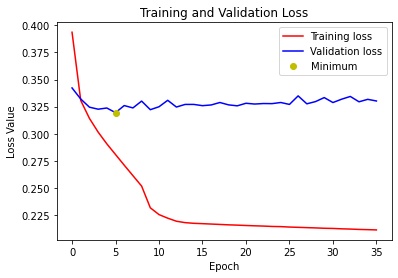 Training and Validation Loss
Training loss
Validation loss
Minimum
Loss Value
0.400
0.375
0.350
0.325
0.300
0.275
0.250
0.225
0 5 10 15 20 25 30 35
Epoch